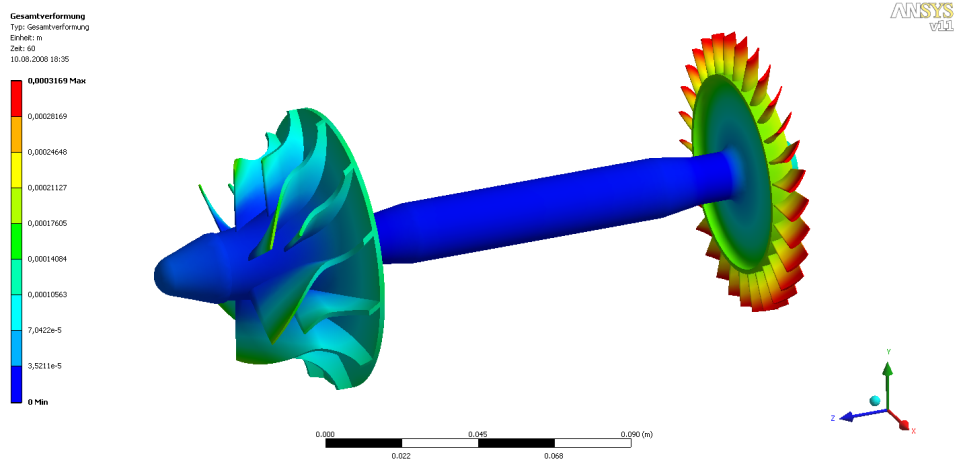 Gesamtverformung
Typ: Gesamtverformung
Einheit: m
Zeit: 60
10.08.2008 18:35
ANSYS
v11
0,0003169 Max
0,00028169
0,00024648
0,00021127
0,00017605
0,00014084
0,00010563
7,0422e-5
3,5211e-5
0 Min
0.000
0.045
0.090 (m)
0.022
0.068
Y
Z
X